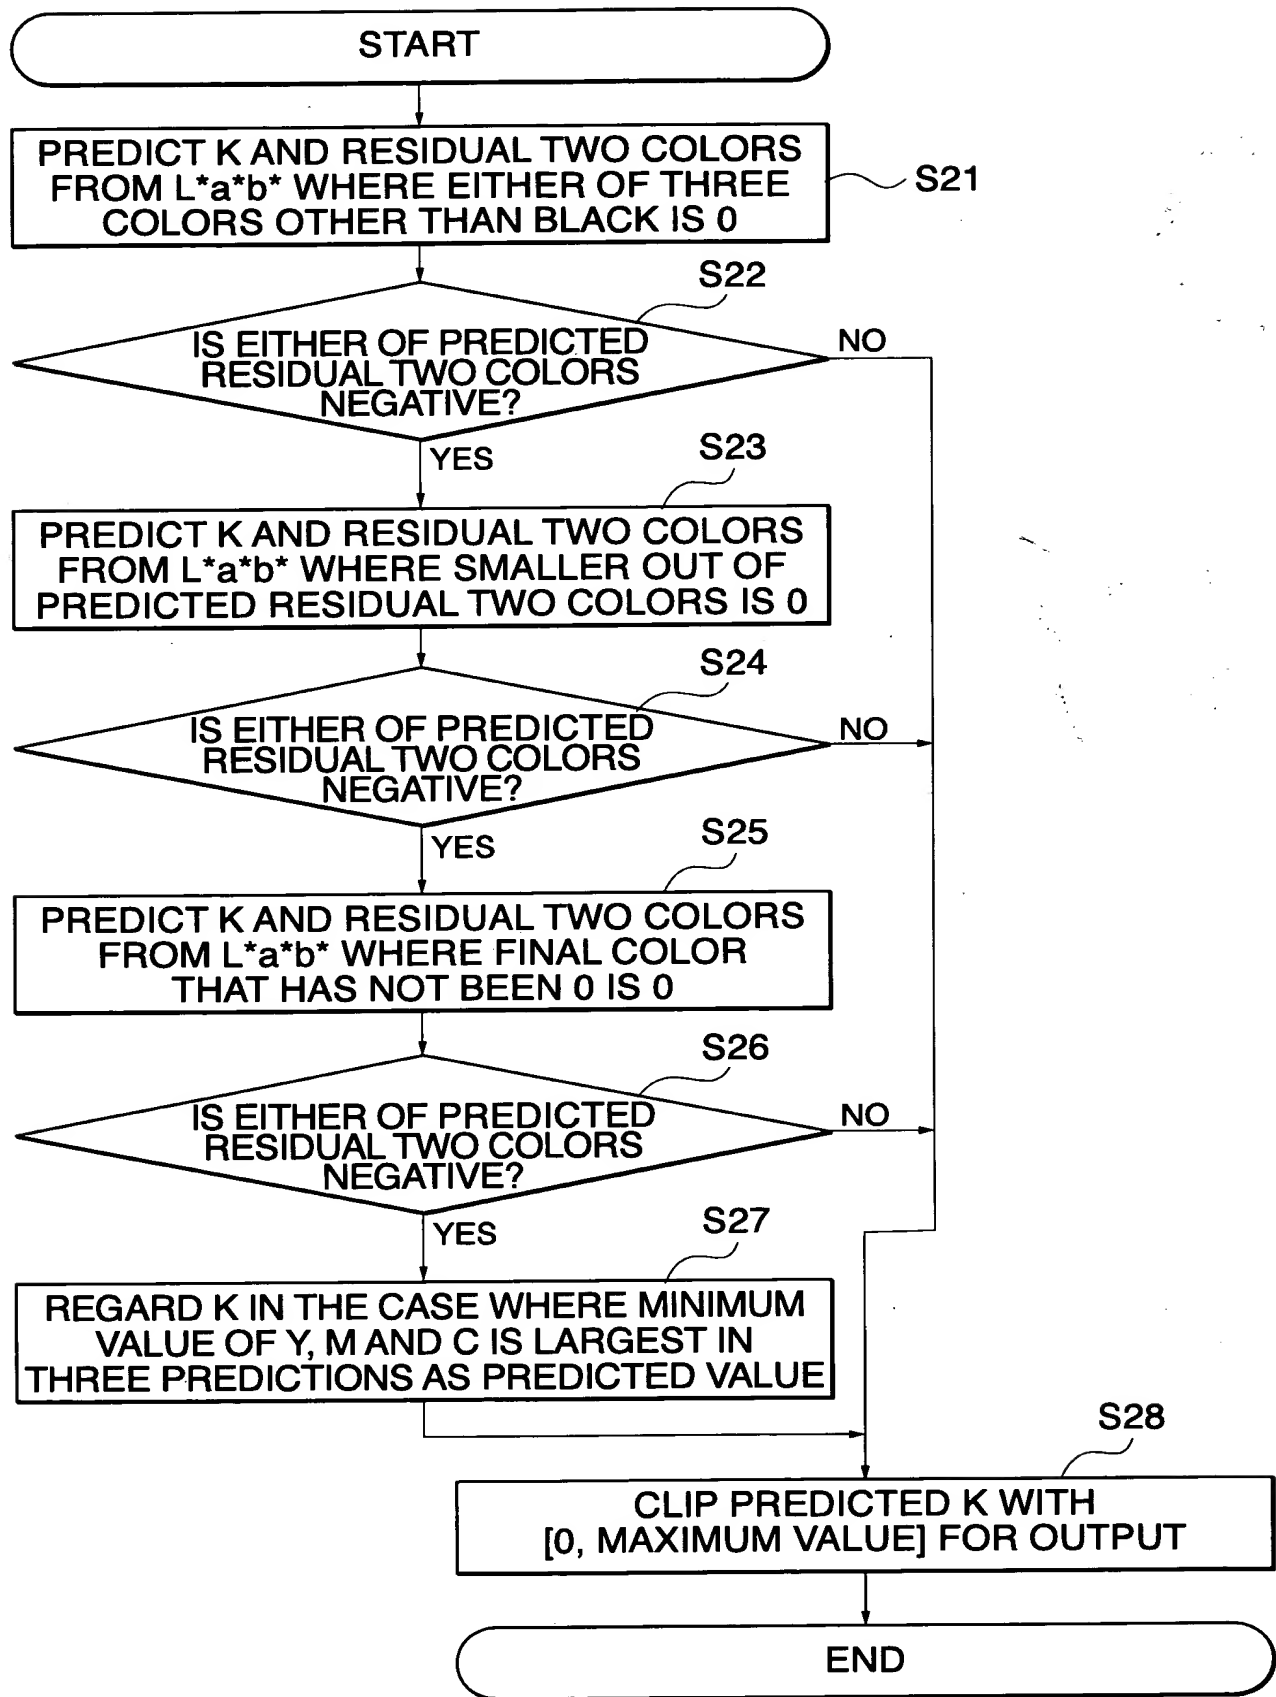 START
PREDICT K AND RESIDUAL TWO COLORS
FROM L*a*b* WHERE EITHER OF THREE
COLORS OTHER THAN BLACK IS 0
S21
S22
IS EITHER OF PREDICTED
RESIDUAL TWO COLORS
NEGATIVE?
NO
YES
S23
PREDICT K AND RESIDUAL TWO COLORS
FROM L*a*b* WHERE SMALLER OUT OF
PREDICTED RESIDUAL TWO COLORS IS 0
S24
IS EITHER OF PREDICTED
RESIDUAL TWO COLORS
NEGATIVE?
NO
YES
S25
PREDICT K AND RESIDUAL TWO COLORS
FROM L*a*b* WHERE FINAL COLOR
THAT HAS NOT BEEN 0 IS 0
S26
IS EITHER OF PREDICTED
RESIDUAL TWO COLORS
NEGATIVE?
NO
YES
S27
REGARD K IN THE CASE WHERE MINIMUM
VALUE OF Y, M AND C IS LARGEST IN
THREE PREDICTIONS AS PREDICTED VALUE
S28
CLIP PREDICTED K WITH
[0, MAXIMUM VALUE] FOR OUTPUT
END